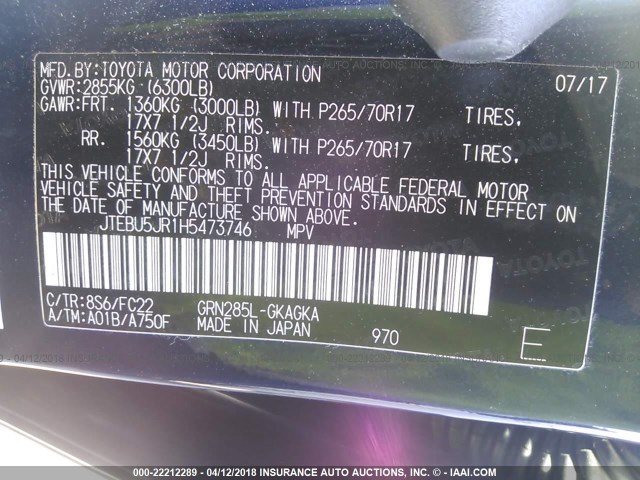 MFD.BY:TOYOTA MOTOR CORPORATION 07/17
GVWR:2855KG (6300LB)
GAWR:FRT. 1360KG (3000LB) WITH P265/70R17 TIRES,
17X7 1/2J RIMS.
RR. 1560KG (3450LB) WITH P265/70R17 TIRES,
17X7 1/2J RIMS.
THIS VEHICLE CONFORMS TO ALL APPLICABLE FEDERAL MOTOR
VEHICLE SAFETY AND THEFT PREVENTION STANDARDS IN EFFECT ON
THE DATE OF MANUFACTURE SHOWN ABOVE.
JTEBU5JR1H5473746 MPV
C/TR:8S6/FC22 GRN285L-GKAGKA
A/TM:A01B/A750F MADE IN JAPAN 970 E
000-22212289 - 04/12/2018 - INSURANCE AUTO AUCTIONS, CORP. © - IAAI.COM